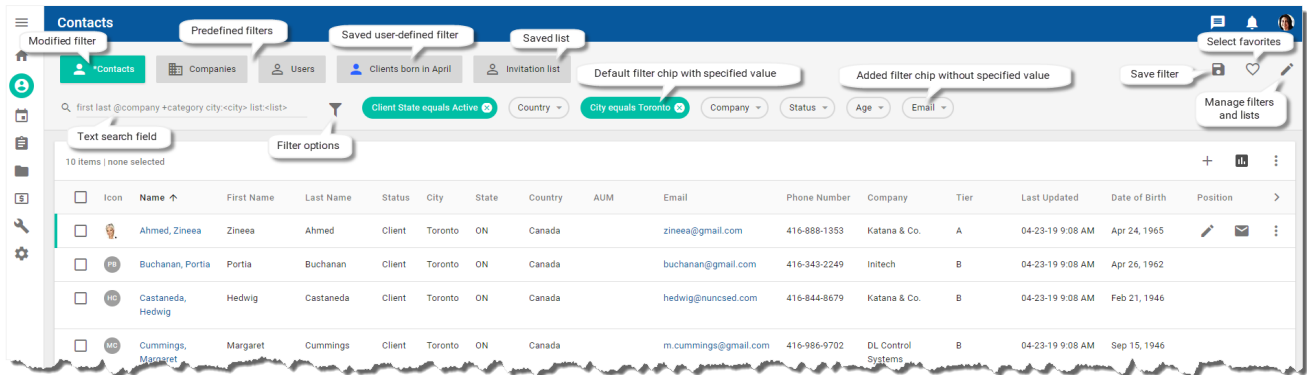 Contacts
Modified filter
Predefined filters
Saved user-defined filter
Saved list
Select favorites
*Contacts
Companies
Users
Clients born in April
Invitation list
Default filter chip with specified value
Added filter chip without specified value
Save filter
first last @company +category city:<city> list:<list>
Client State equals Active
Country
City equals Toronto
Company
Status
Age
Email
Manage filters
and lists
Text search field
Filter options
10 items | none selected
Icon Name First Name Last Name Status City State Country AUM Email Phone Number Company Tier Last Updated Date of Birth Position
Ahmed, Zineea Zineea Ahmed Client Toronto ON Canada zineea@gmail.com 416-888-1353 Katana & Co. A 04-23-19 9:08 AM Apr 24, 1965
PB Buchanan, Portia Portia Buchanan Client Toronto ON Canada buchanan@gmail.com 416-343-2249 Initech B 04-23-19 9:08 AM Apr 26, 1962
HC Castaneda, Hedwig Castaneda Client Toronto ON Canada hedwig@nuncsed.com 416-844-8679 Katana & Co. B 04-23-19 9:08 AM Feb 21, 1946
Hedwig
MC Cummings, Margaret Cummings Client Toronto ON Canada m.cummings@gmail.com 416-986-9702 DL Control B 04-23-19 9:08 AM Sep 15, 1946
Margaret Systems